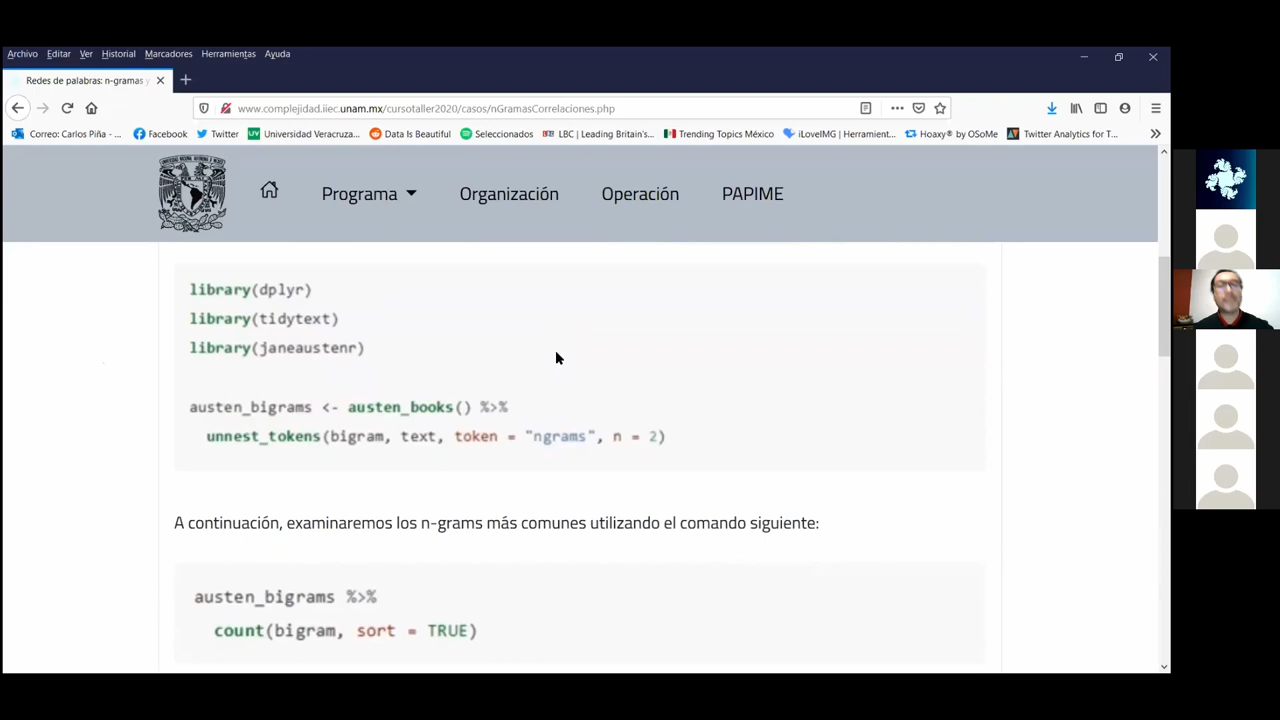 Archivo Editar Ver Historial Marcadores Herramientas Ayuda
Redes de palabras: n-gramas y
www.complejidad.iiec.unam.mx/cursotaller2020/casos/nGramasCorrelaciones.php
Correo: Carlos Piña - ... Facebook Twitter Universidad Veracruza... Data Is Beautiful Seleccionados LBC | Leading Britain's... Trending Topics México iLoveIMG | Herramient... Hoaxy® by OSoMe Twitter Analytics for T...
Programa Organización Operación PAPIME
library(dplyr)
library(tidytext)
library(janeaustenr)
austen_bigrams <- austen_books() %>%
unnest_tokens(bigram, text, token = "ngrams", n = 2)
A continuación, examinaremos los n-grams más comunes utilizando el comando siguiente:
austen_bigrams %>%
count(bigram, sort = TRUE)